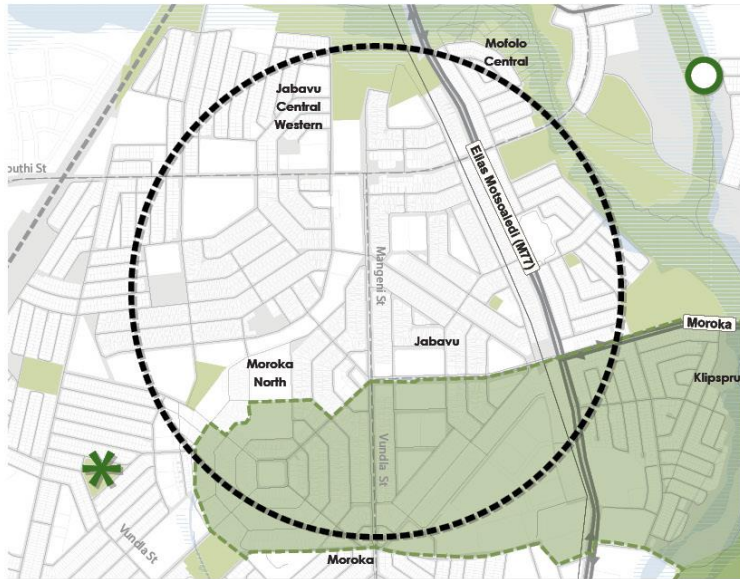 Mofolo
Central
Jabavu
Central
Western
outhi St
Elias Motsoaledi (M77)
Mangeni St
Moroka
Jabavu
Moroka
North
Klipspru
Vundla St
Vundla St
Moroka